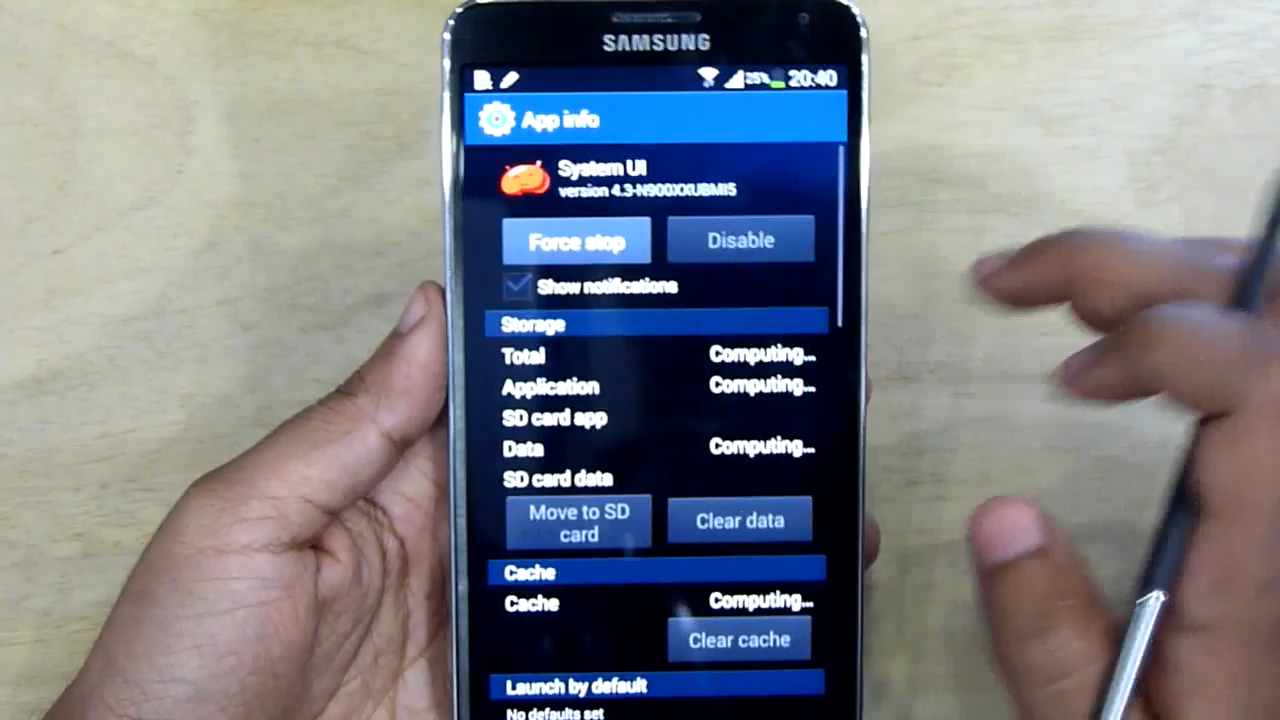 SAMSUNG
25% 20:40
App info
System UI
version 4.3-N900XXUBMI5
Force stop Disable
Show notifications
Storage
Total Computing...
Application Computing...
SD card app
Data Computing...
SD card data
Move to SD
card
Clear data
Cache
Cache Computing...
Clear cache
Launch by default
No defaults set